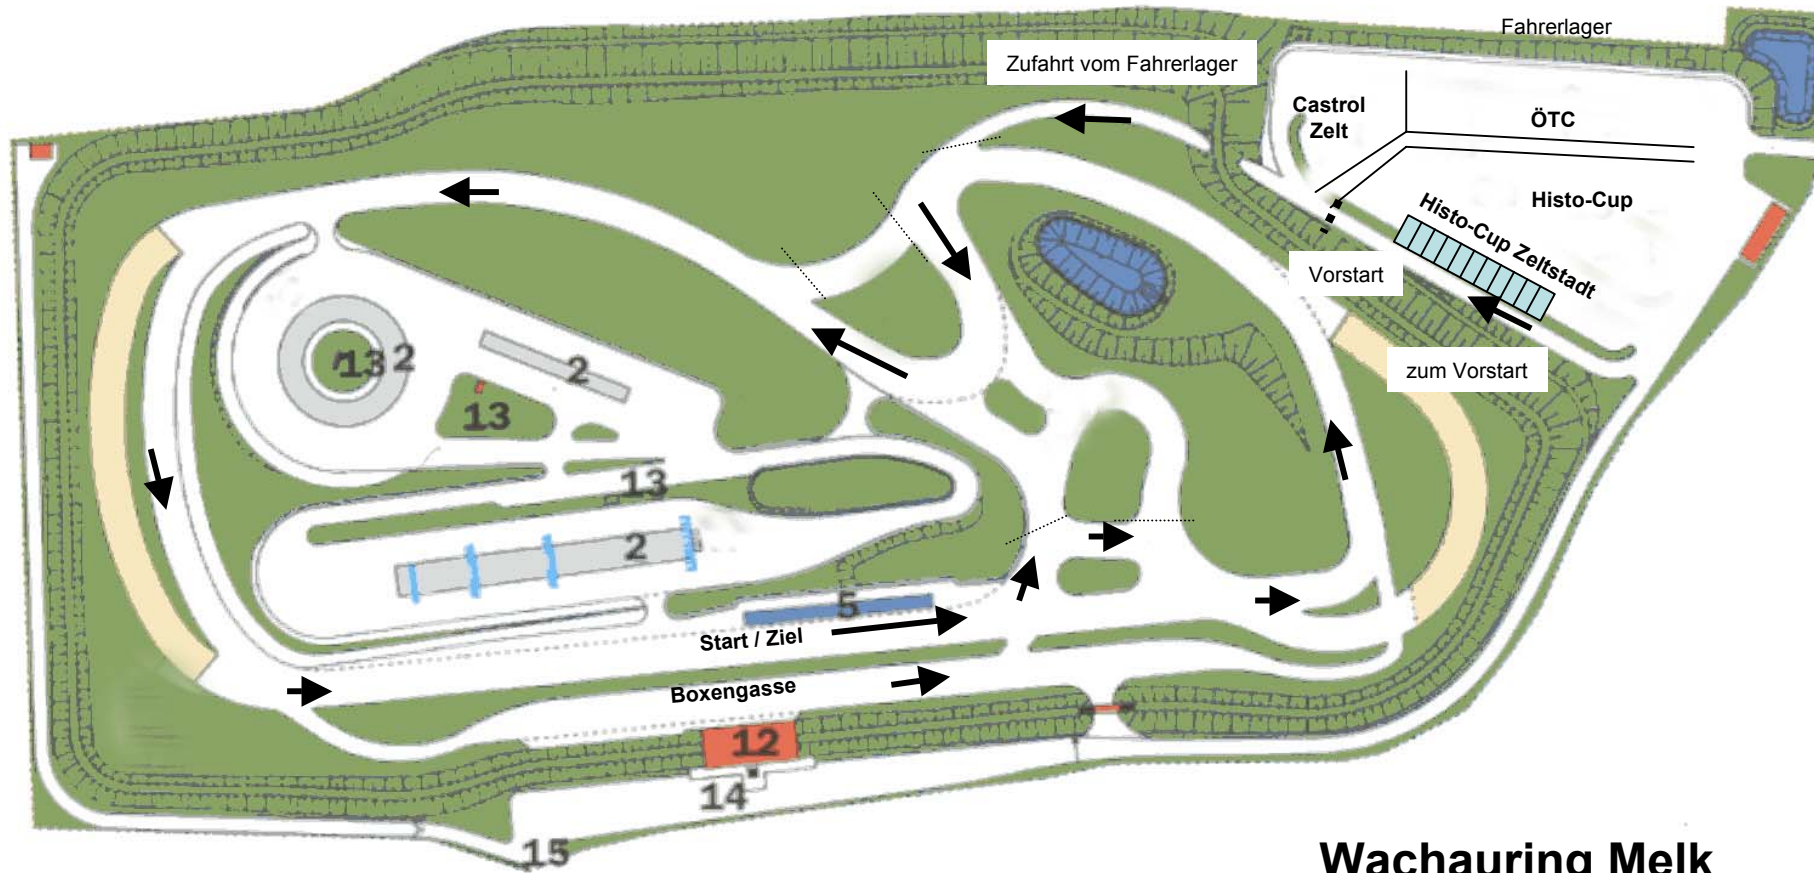 Fahrerlager
Zufahrt vom Fahrerlager
Castrol
Zelt
ÖTC
Histo-Cup
Histo-Cup Zeltstadt
Vorstart
zum Vorstart
13
2
2
13
13
2
5
Start / Ziel
Boxengasse
12
14
15
Wachauring Melk